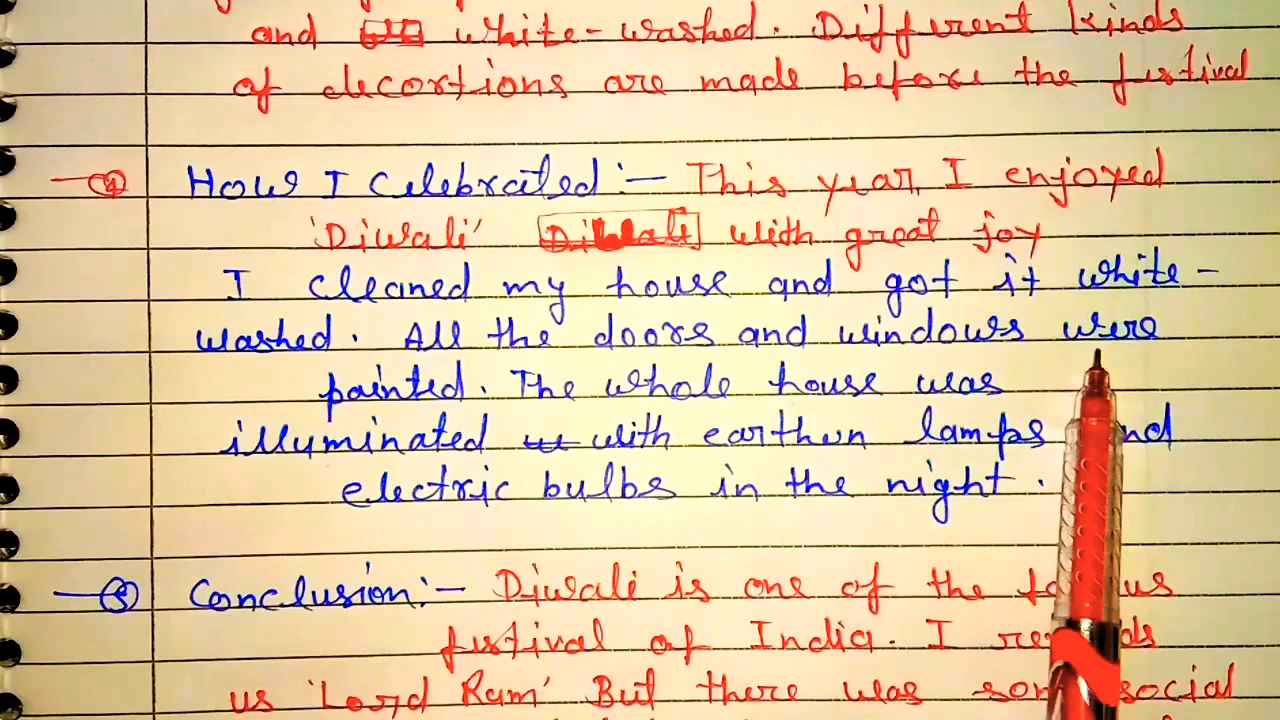 and white-washed. Different kinds
of decortions are made before the festival
④ How I Celebrated :- This year, I enjoyed
'Diwali' with great joy
I cleaned my house and got it white-
washed. All the doors and windows were
painted. The whole house was
illuminated with earthen lamps
electric bulbs in the night.
⑤ Conclusion :- Diwali is one of the
festival of India. I
us 'Lord Ram' But there was social